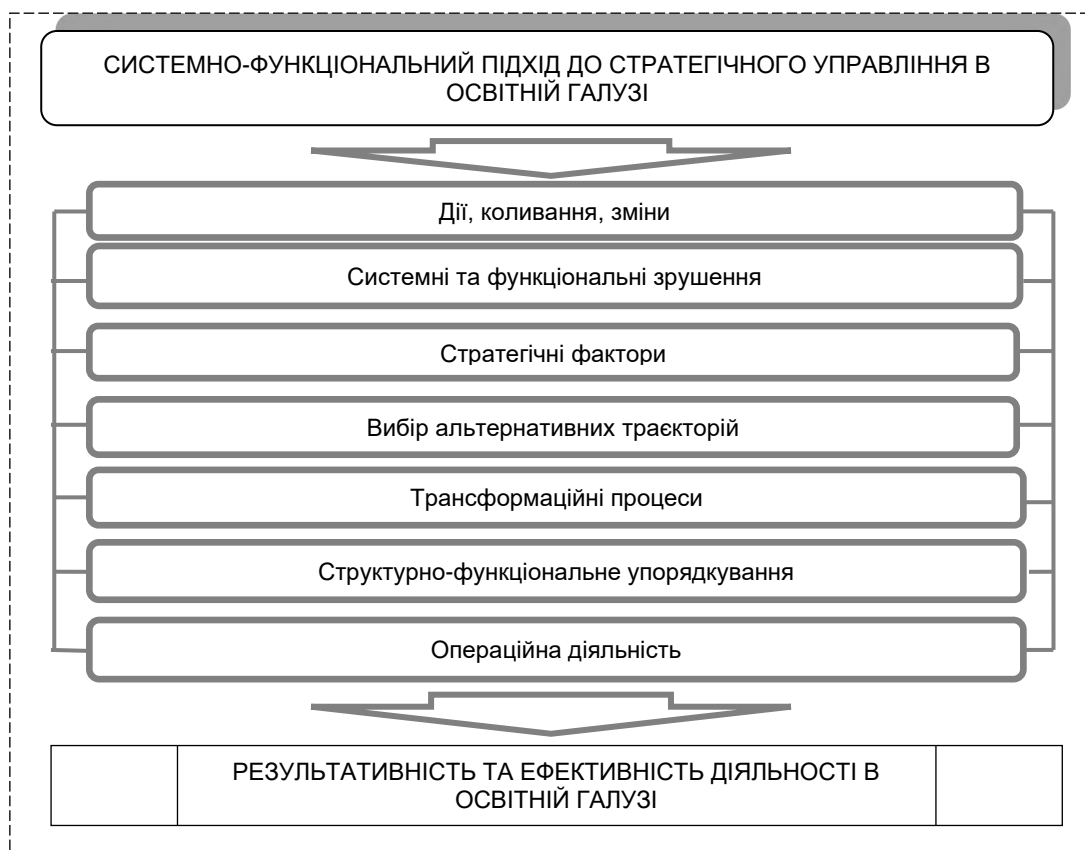 СИСТЕМНО-ФУНКЦІОНАЛЬНИЙ ПІДХІД ДО СТРАТЕГІЧНОГО УПРАВЛІННЯ В
ОСВІТНІЙ ГАЛУЗІ
Дії, коливання, зміни
Системні та функціональні зрушення
Стратегічні фактори
Вибір альтернативних траєкторій
Трансформаційні процеси
Структурно-функціональне упорядкування
Операційна діяльність
РЕЗУЛЬТАТИВНІСТЬ ТА ЕФЕКТИВНІСТЬ ДІЯЛЬНОСТІ В
ОСВІТНІЙ ГАЛУЗІ